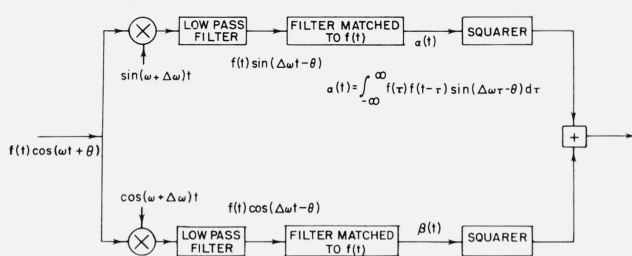 LOW PASS
FILTER
FILTER MATCHED
TO f(t)
α(t)
SQUARER
sin(ω+Δω)t
f(t)sin(Δωt-θ)
α(t)=∫_{-∞}^{∞} f(τ)f(t-τ)sin(Δωτ-θ)dτ
f(t)cos(ωt+θ)
+
cos(ω+Δω)t
f(t)cos(Δωt-θ)
LOW PASS
FILTER
FILTER MATCHED
TO f(t)
β(t)
SQUARER